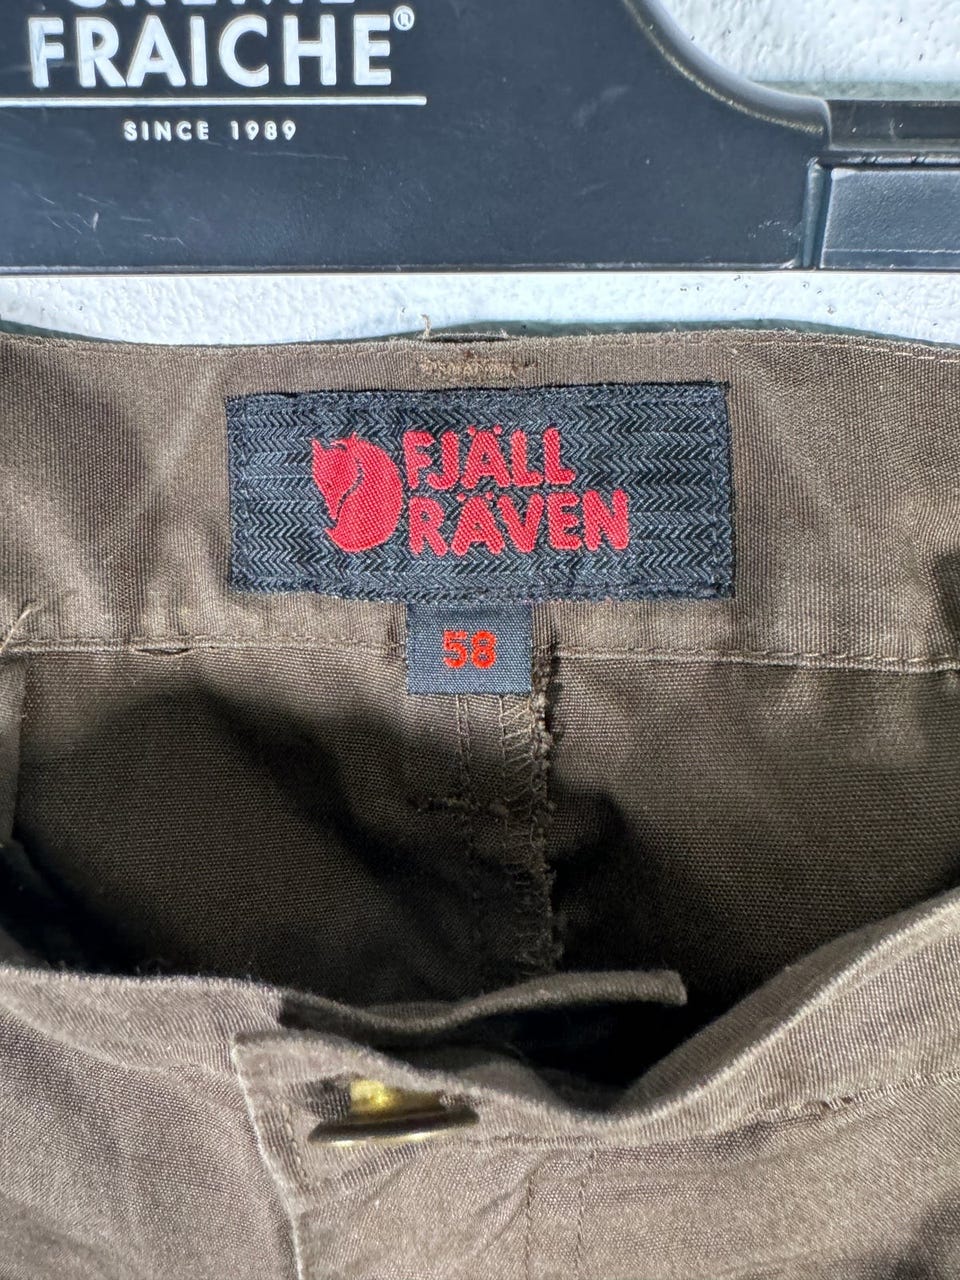 FRAICHE®
SINCE 1989
FJÄLL
RÄVEN
58